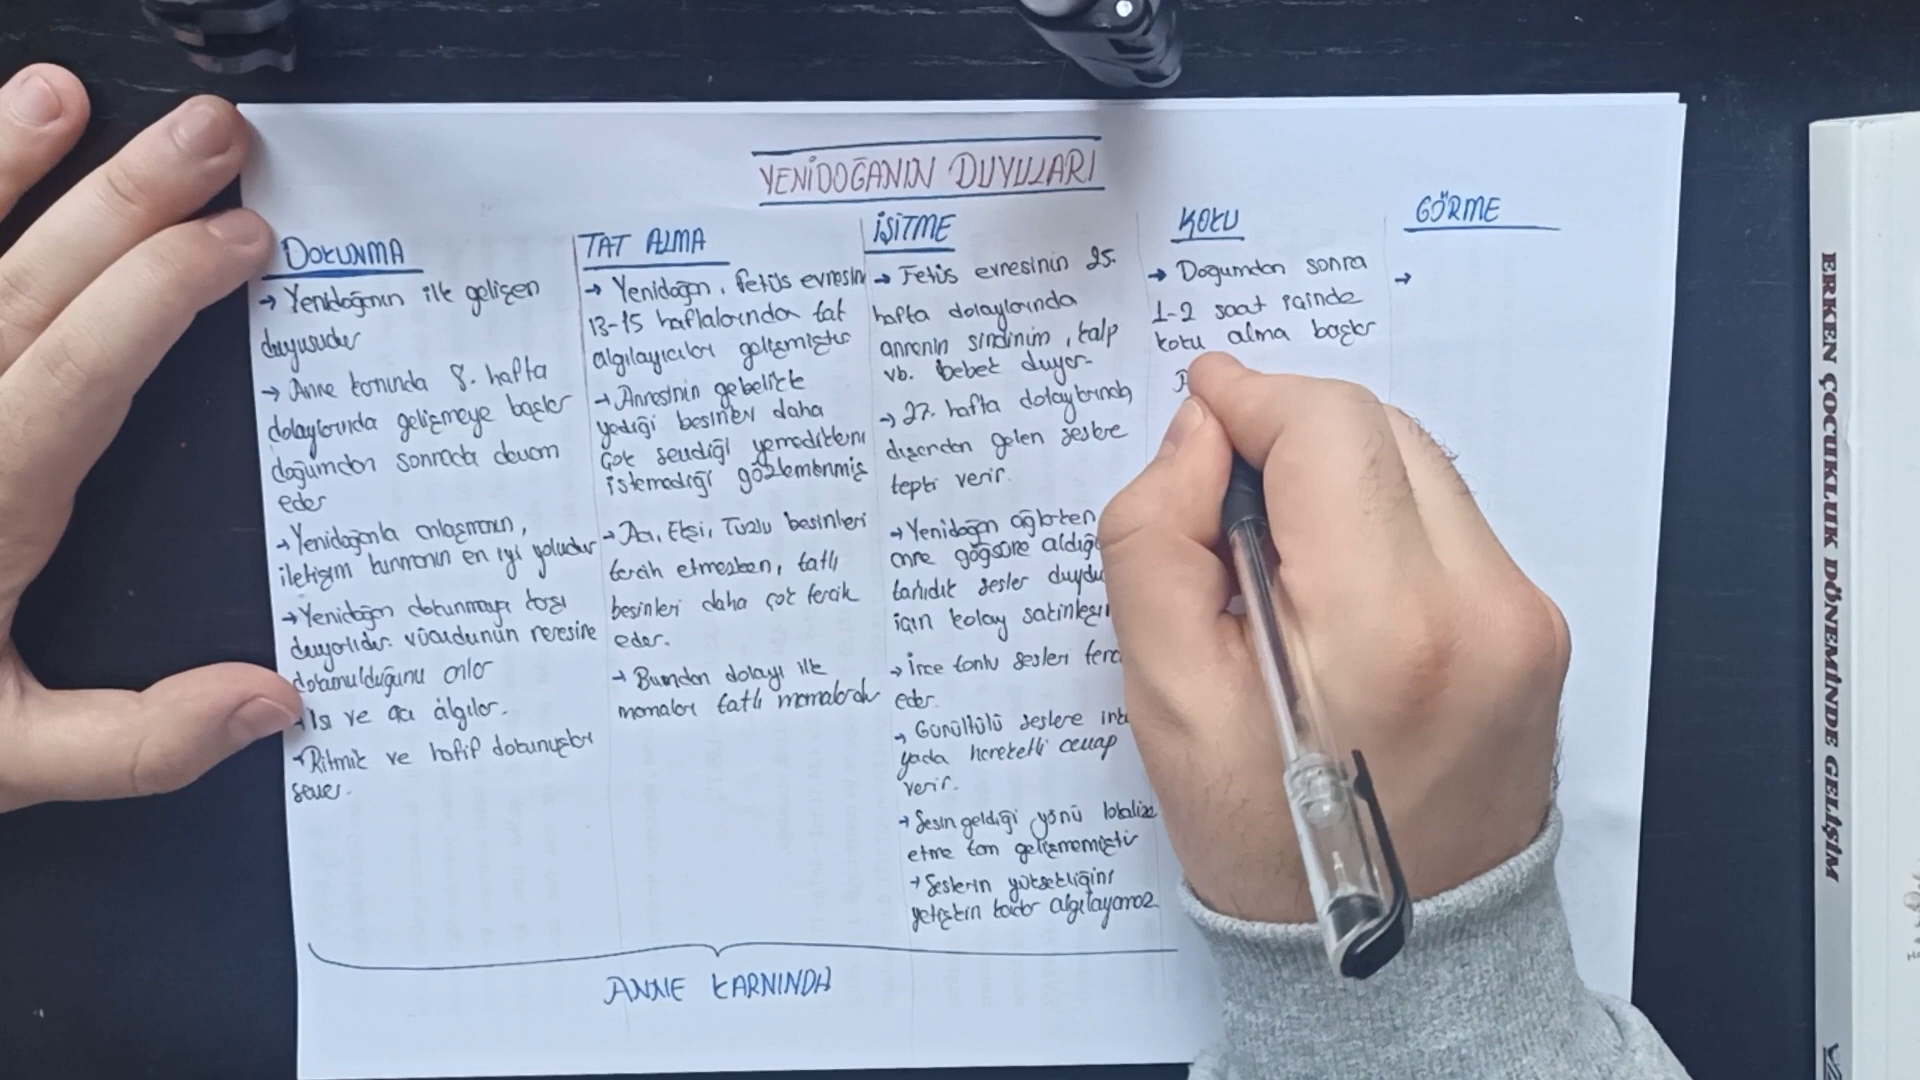 YENİDOĞANIN DUYULARI
DOKUNMA
→ Yenidoğanın ilk gelişen
duyusudur
→ Anne karnında 8. hafta
dolaylarında gelişmeye başlar
doğumdan sonrada devam
eder
→ Yenidoğanla anlaşmanın,
iletişim kurmanın en iyi yoludur
→ Yenidoğan dokunmaya karşı
duyarlıdır. vücudunun neresine
dokunulduğunu anlar
→ Isı ve acı algılar.
→ Ritmik ve hafif dokunuşlar
sever.
TAT ALMA
→ Yenidoğan, fetüs evresin
13-15 haftalarında tat
algılayıcılar gelişmiştir
→ Annesinin gebelikte
yediği besinleri daha
çok sevdiği yemediklerini
istemediği gözlemlenmiş
→ Acı, Ekşi, Tuzlu besinleri
tercih etmezken, tatlı
besinleri daha çok tercih
eder.
→ Bundan dolayı ilk
mamalar tatlı mamalardır
İŞİTME
→ Fetüs evresinin 25.
hafta dolaylarında
annenin sindirim, kalp
vb. bebek duyar.
→ 27. hafta dolaylarında
dışarıdan gelen seslere
tepki verir.
→ Yenidoğan ağlarken
anne göğsüne aldığı
tanıdık sesler duydu
için kolay sakinleşir
→ İnce tonlu sesleri terc
eder.
→ Gürültülü seslere
yada hareketli cevap
verir.
→ Sesin geldiği yönü lokalize
etme tam gelişmemiştir
→ Seslerin yüksekliğini
yetişkin kadar algılayamaz
KOKU
→ Doğumdan sonra
1-2 saat içinde
koku alma başlar
GÖRME
→
ANNE KARNINDA
ERKEN ÇOCUKLUK DÖNEMİNDE GELİŞİM